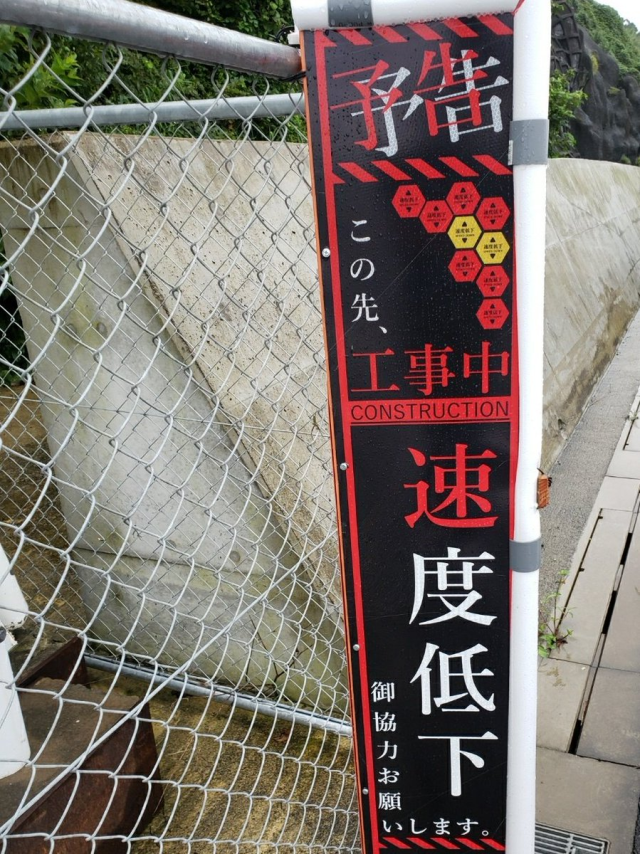 予告
この先、
工事中
CONSTRUCTION
速度低下
御協力お願いします。